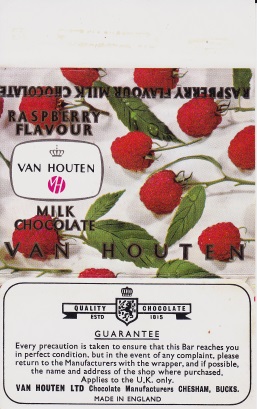 RASPBERRY FLAVOUR MILK CHOCOLATE
RASPBERRY
FLAVOUR
VAN HOUTEN
VH
MILK
CHOCOLATE
VAN HOUTEN
QUALITY CHOCOLATE
ESTD 1815
GUARANTEE
Every precaution is taken to ensure that this Bar reaches you
in perfect condition, but in the event of any complaint, please
return to the Manufacturers with the wrapper, and if possible,
the name and address of the shop where purchased.
Applies to the U.K. only.
VAN HOUTEN LTD Chocolate Manufacturers CHESHAM, BUCKS.
MADE IN ENGLAND